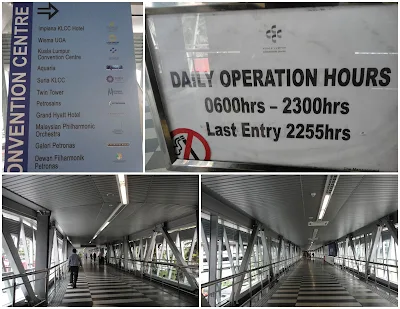 CONVENTION CENTRE
Impiana KLCC Hotel
Wisma UOA
Kuala Lumpur
Convention Centre
Aquaria
Suria KLCC
Twin Tower
Petrosains
Grand Hyatt Hotel
Malaysian Philharmonic
Orchestra
Galeri Petronas
Dewan Filharmonik
Petronas
DAILY OPERATION HOURS
0600hrs – 2300hrs
Last Entry 2255hrs